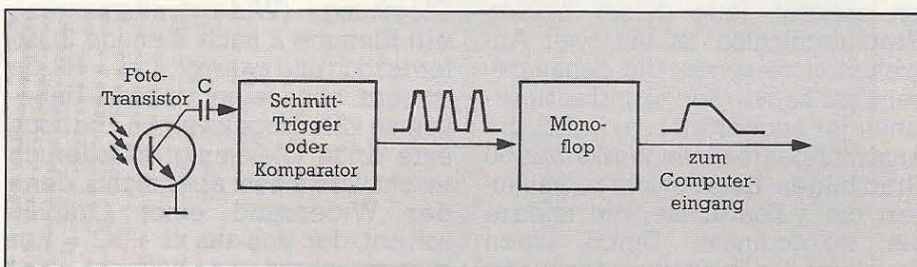 Foto-
Transistor
C
Schmitt-
Trigger
oder
Komparator
Mono-
flop
zum
Computer-
eingang